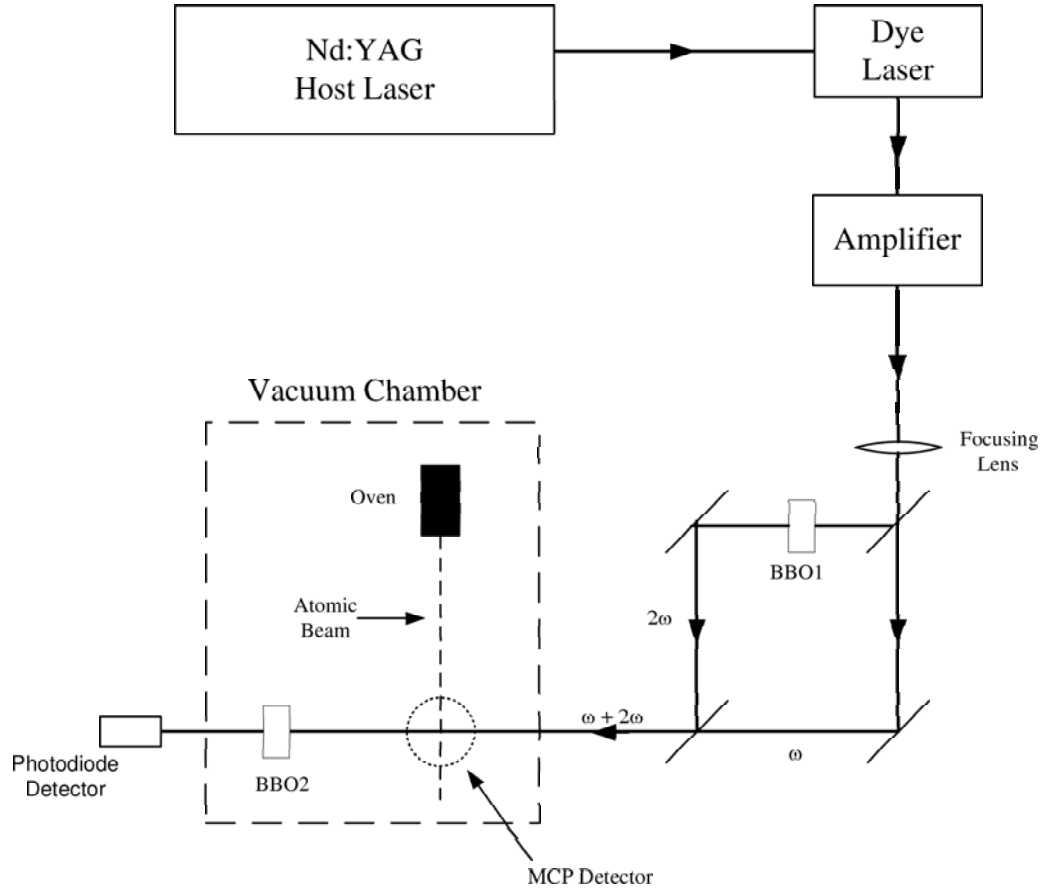 Nd:YAG
Host Laser
Dye
Laser
Amplifier
Focusing
Lens
Vacuum Chamber
Oven
BBO1
Atomic
Beam
2ω
ω + 2ω
ω
Photodiode
Detector
BBO2
MCP Detector